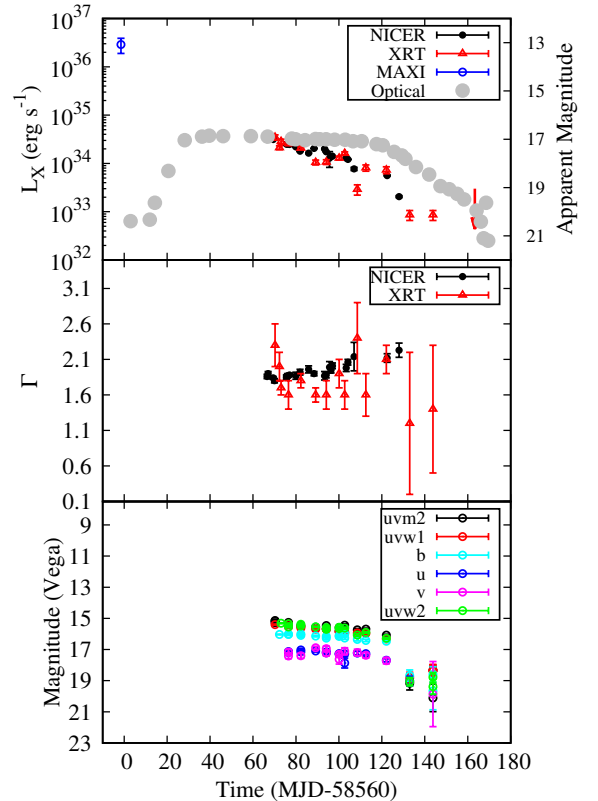 10^37
10^36
10^35
10^34
10^33
10^32
L_X (erg s^-1)
NICER
XRT
MAXI
Optical
13
15
17
19
21
Apparent Magnitude
3.1
2.6
2.1
1.6
1.1
0.6
0.1
Γ
NICER
XRT
9
11
13
15
17
19
21
23
Magnitude (Vega)
uvm2
uvw1
b
u
v
uvw2
0 20 40 60 80 100 120 140 160 180
Time (MJD-58560)